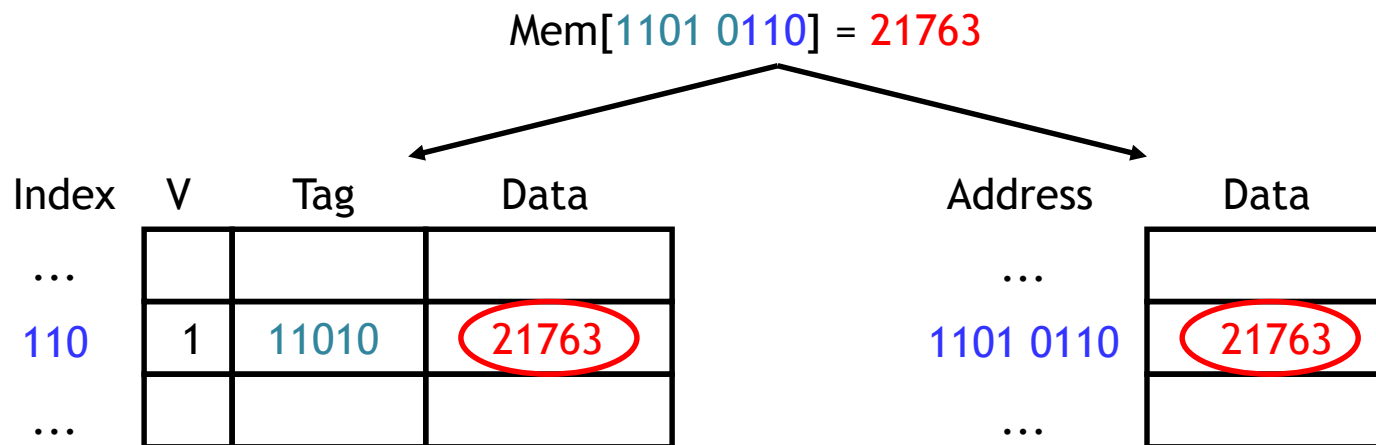 Mem[1101 0110] = 21763
Index V Tag Data Address Data
... ...
110 1 11010 21763 1101 0110 21763
... ...